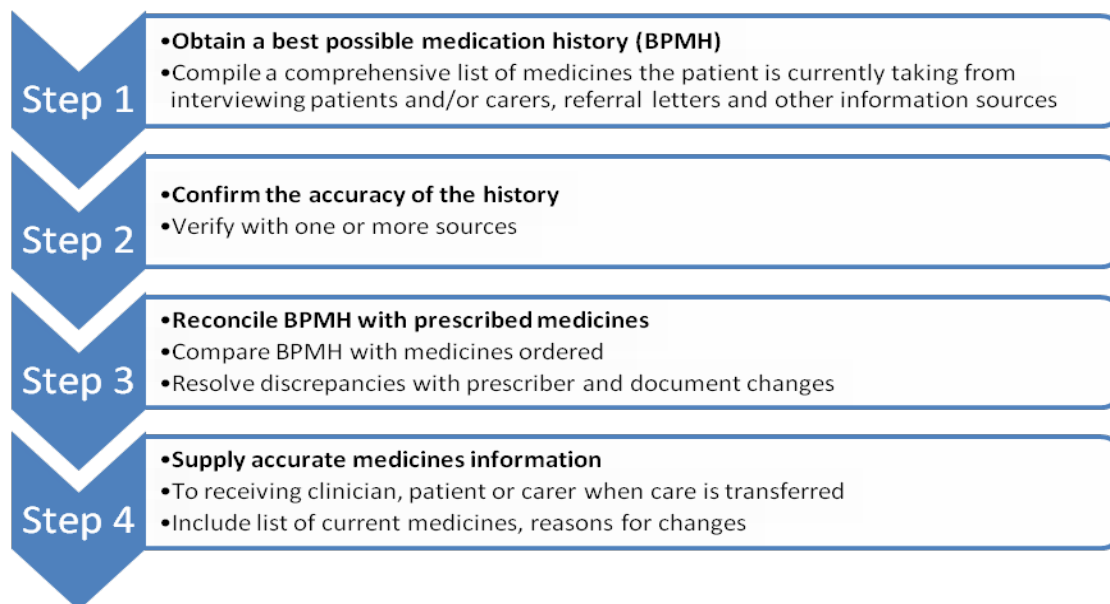 Step 1
•Obtain a best possible medication history (BPMH)
•Compile a comprehensive list of medicines the patient is currently taking from
interviewing patients and/or carers, referral letters and other information sources
Step 2
•Confirm the accuracy of the history
•Verify with one or more sources
Step 3
•Reconcile BPMH with prescribed medicines
•Compare BPMH with medicines ordered
•Resolve discrepancies with prescriber and document changes
Step 4
•Supply accurate medicines information
•To receiving clinician, patient or carer when care is transferred
•Include list of current medicines, reasons for changes